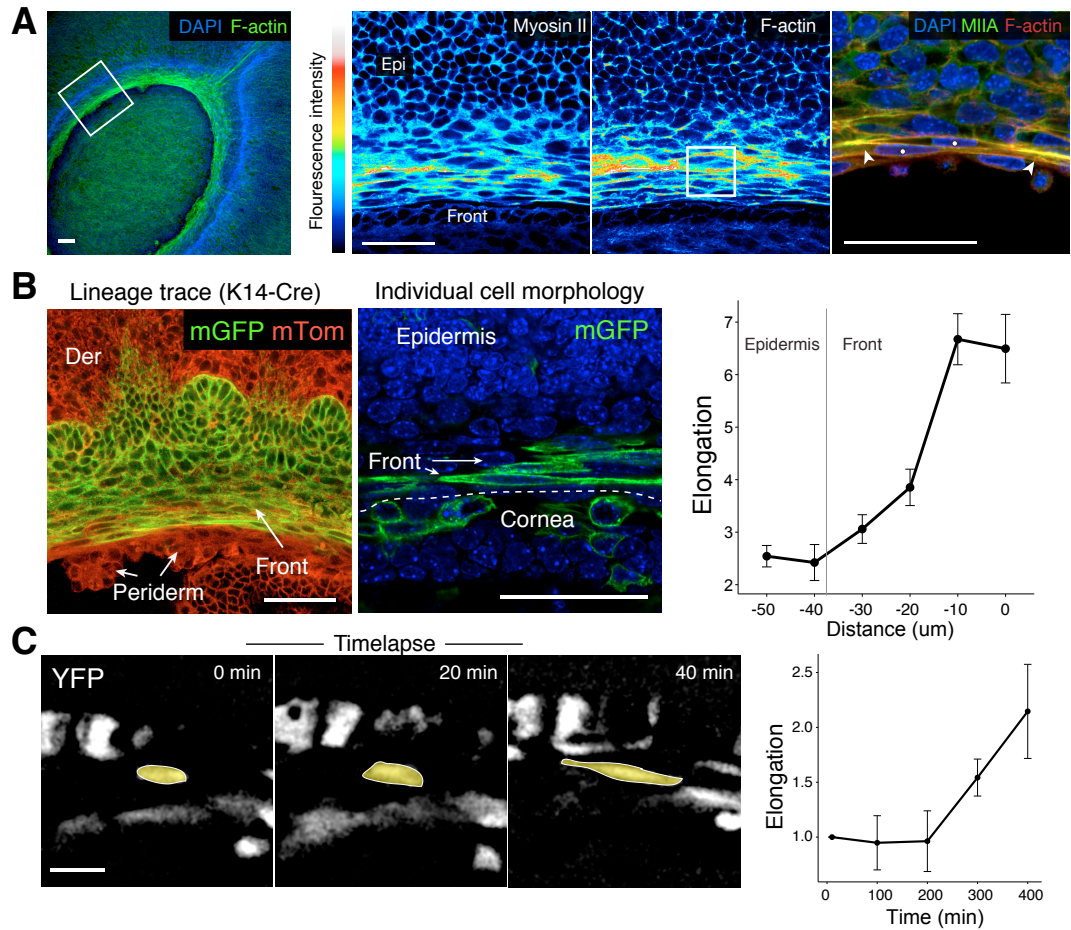 A
DAPI F-actin
Flourescence intensity
Myosin II
Epi
Front
F-actin
DAPI MIIA F-actin
B
Lineage trace (K14-Cre)
mGFP mTom
Der
Front
Periderm
Individual cell morphology
Epidermis
mGFP
Front
Cornea
Elongation
7
6
5
4
3
2
Epidermis
Front
-50 -40 -30 -20 -10 0
Distance (um)
C
Timelapse
YFP
0 min
20 min
40 min
Elongation
2.5
2.0
1.5
1.0
0 100 200 300 400
Time (min)